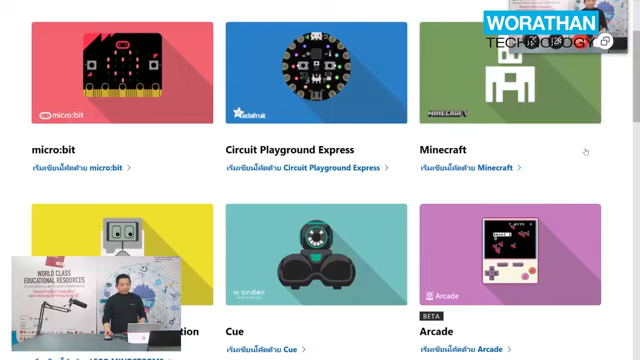 WORATHAN
TECHNOLOGY
micro:bit
adafruit
MINECRAFT
micro:bit
Circuit Playground Express
Minecraft
เริ่มเขียนโค้ดด้วย micro:bit
เริ่มเขียนโค้ดด้วย Circuit Playground Express
เริ่มเขียนโค้ดด้วย Minecraft
WORLD CLASS
EDUCATIONAL RESOURCES
wonder
Arcade
BETA
Cue
Arcade
เริ่มเขียนโค้ดด้วย Cue
เริ่มเขียนโค้ดด้วย Arcade